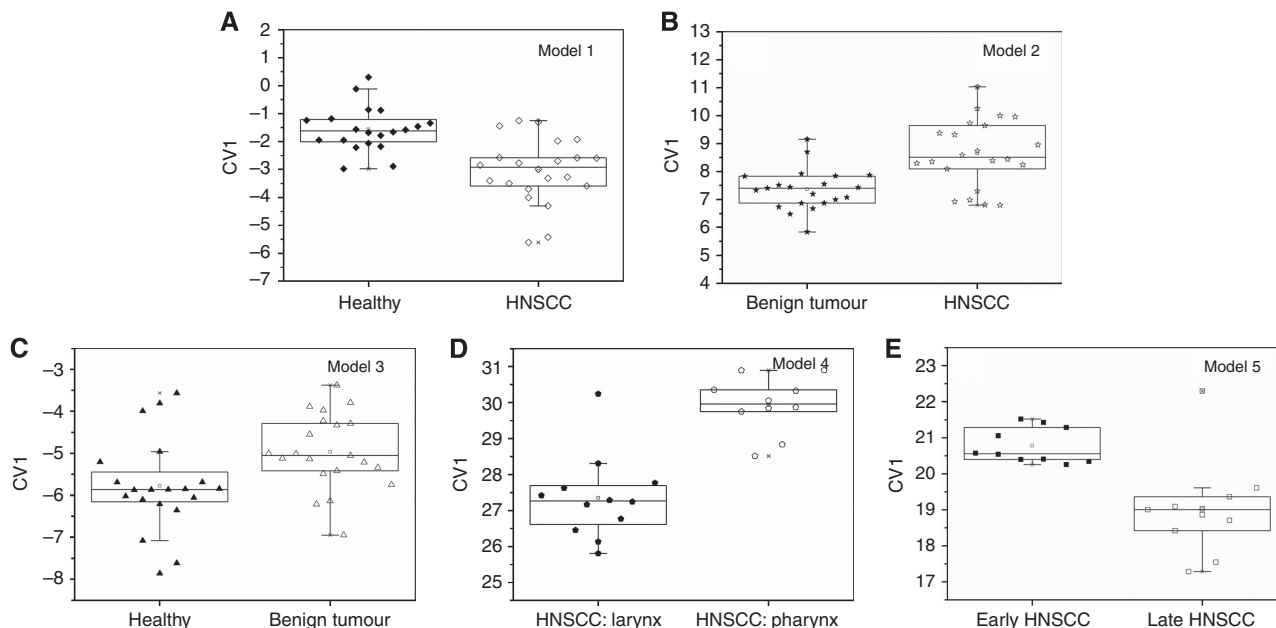 A
Model 1
CV1
2
1
0
–1
–2
–3
–4
–5
–6
–7
Healthy
HNSCC
B
Model 2
CV1
13
12
11
10
9
8
7
6
5
4
Benign tumour
HNSCC
C
Model 3
CV1
–3
–4
–5
–6
–7
–8
Healthy
Benign tumour
D
Model 4
CV1
31
30
29
28
27
26
25
HNSCC: larynx
HNSCC: pharynx
E
Model 5
CV1
23
22
21
20
19
18
17
Early HNSCC
Late HNSCC